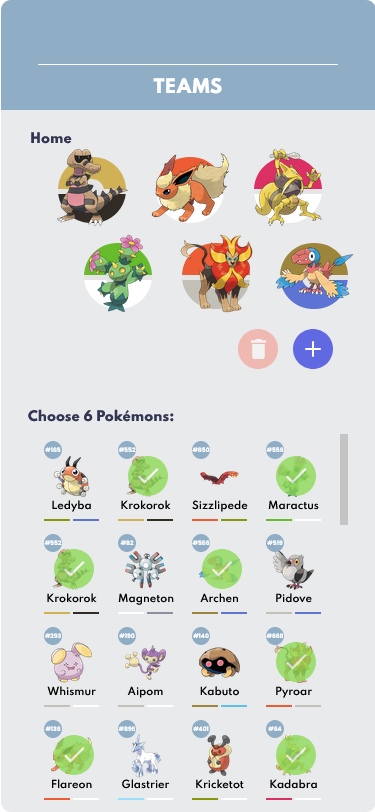 TEAMS
Home
Choose 6 Pokémons:
#165 #552 #850 #556
Ledyba Krokorok Sizzlipede Maractus
#552 #82 #566 #519
Krokorok Magneton Archen Pidove
#293 #190 #140 #668
Whismur Aipom Kabuto Pyroar
#136 #896 #401 #64
Flareon Glastrier Kricketot Kadabra